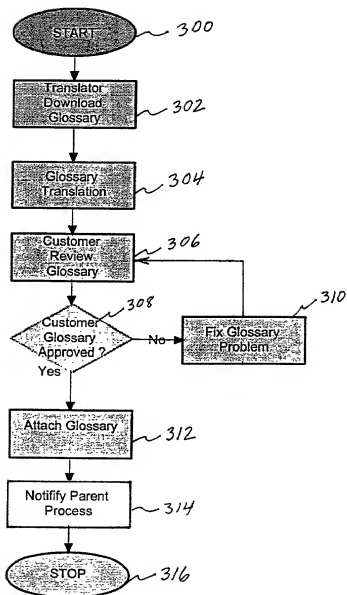 START
300
Translator
Download
Glossary
302
Glossary
Translation
304
Customer
Review
Glossary
306
308
Customer
Glossary
Approved ?
No
Yes
Fix Glossary
Problem
310
Attach Glossary
312
Notifify Parent
Process
314
STOP
316